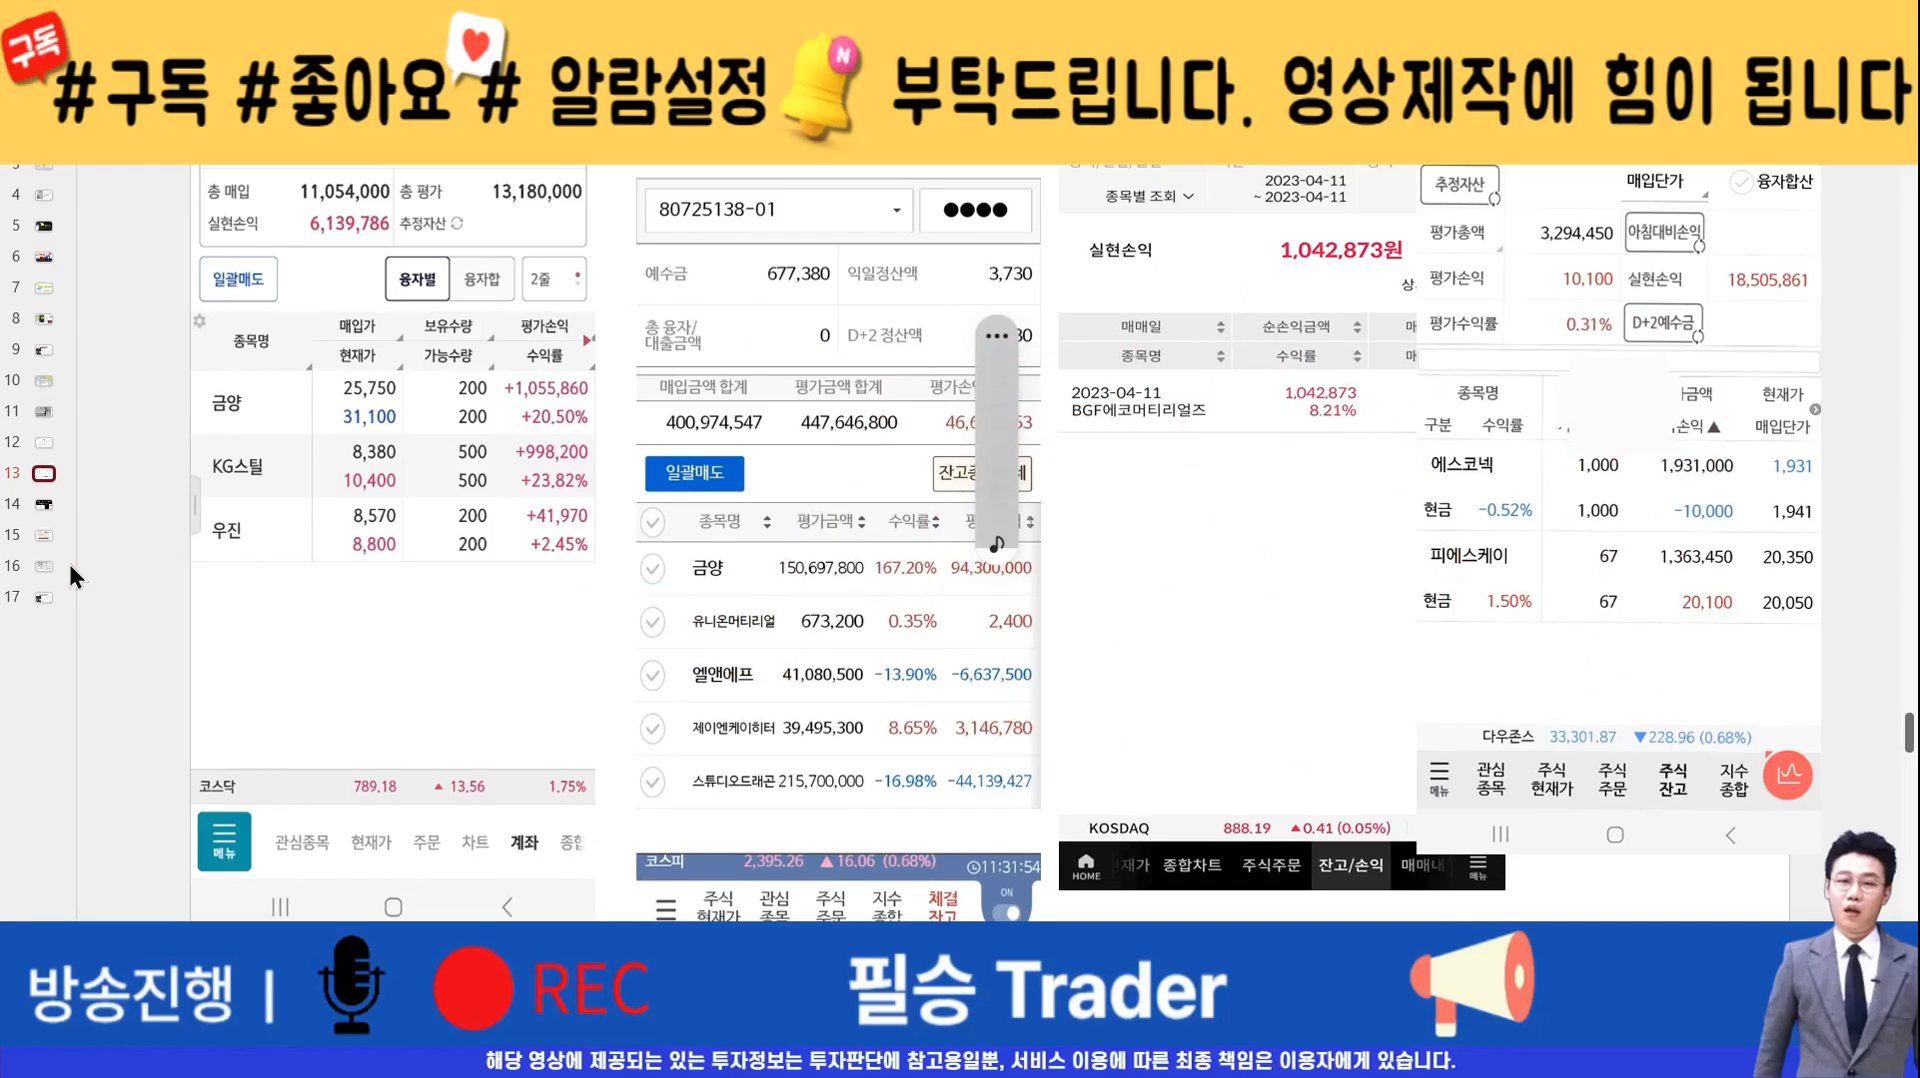 구독
N
#구독 #좋아요 # 알람설정 부탁드립니다. 영상제작에 힘이 됩니다
4
5
6
7
8
9
10
11
12
13
14
15
16
17
총 매입 11,054,000 총 평가 13,180,000
실현손익 6,139,786 추정자산
일괄매도 융자별 융자합 2줄
종목명 매입가 보유수량 평가손익
현재가 가능수량 수익률
금양 25,750 200 +1,055,860
31,100 200 +20.50%
KG스틸 8,380 500 +998,200
10,400 500 +23.82%
우진 8,570 200 +41,970
8,800 200 +2.45%
코스닥 789.18 ▲ 13.56 1.75%
메뉴 관심종목 현재가 주문 차트 계좌
80725138-01 ●●●●
예수금 677,380 익일정산액 3,730
총 융자/
대출금액 0 D+2 정산액
매입금액 합계 평가금액 합계
400,974,547 447,646,800
일괄매도
종목명 평가금액 수익률
금양 150,697,800 167.20% 94,300,000
유니온머티리얼 673,200 0.35% 2,400
엘앤에프 41,080,500 -13.90% -6,637,500
제이엔케이히터 39,495,300 8.65% 3,146,780
스튜디오드래곤 215,700,000 -16.98% -44,139,427
코스피 2,395.26 ▲ 16.06 (0.68%) 11:31:54
주식 관심 주식 지수 체결
현재가 종목 주문 종합 잔고
ON
종목별 조회 2023-04-11
~ 2023-04-11
실현손익 1,042,873원
매매일 순손익금액
종목명 수익률
2023-04-11 1,042,873
BGF에코머티리얼즈 8.21%
KOSDAQ 888.19 ▲0.41 (0.05%)
HOME 종합차트 주식주문 잔고/손익 메뉴
추정자산 매입단가 융자합산
평가총액 3,294,450 아침대비손익
평가손익 10,100 실현손익 18,505,861
평가수익률 0.31% D+2예수금
종목명 현재가
구분 수익률 손익▲ 매입단가
에스코넥 1,000 1,931,000 1,931
현금 -0.52% 1,000 -10,000 1,941
피에스케이 67 1,363,450 20,350
현금 1.50% 67 20,100 20,050
다우존스 33,301.87 ▼228.96 (0.68%)
메뉴 관심 주식 주식 주식 지수
종목 현재가 주문 잔고 종합
방송진행 | REC 필승 Trader
해당 영상에 제공되는 있는 투자정보는 투자판단에 참고용일뿐, 서비스 이용에 따른 최종 책임은 이용자에게 있습니다.